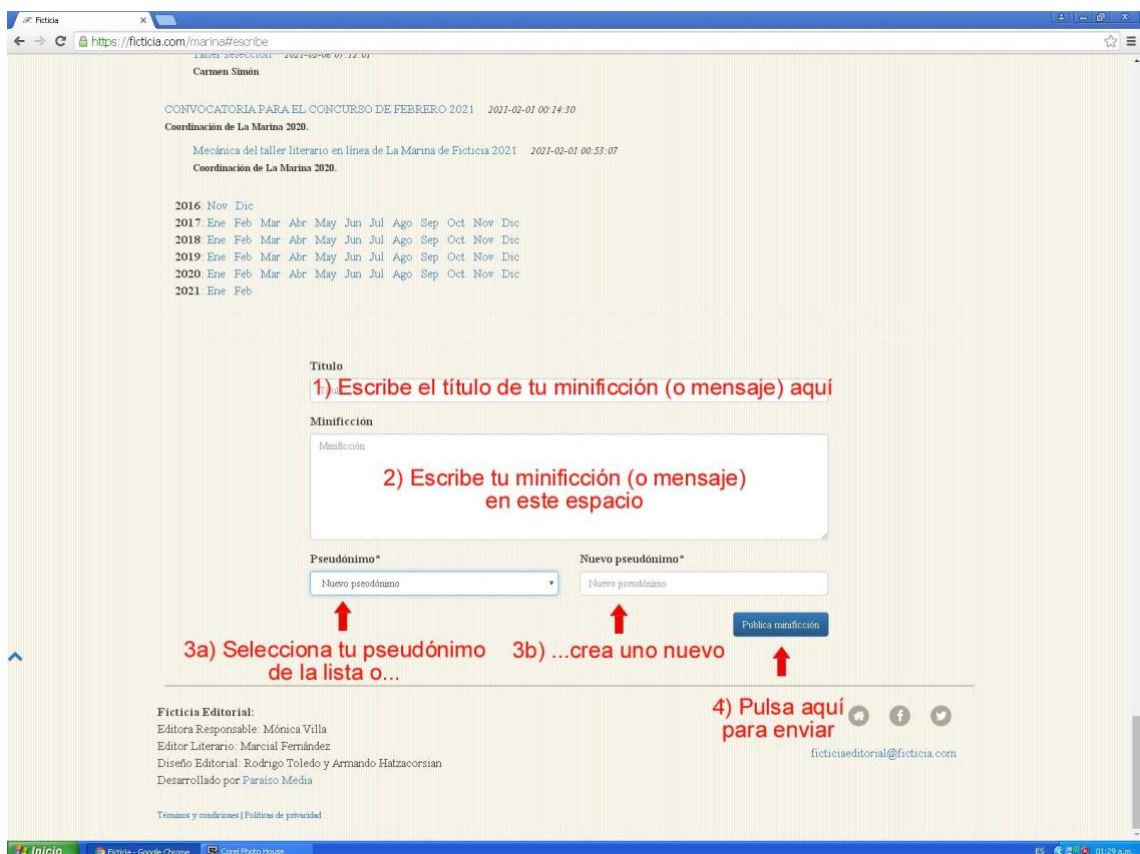 Ficticia
https://ficticia.com/marina#escribe
Taller selección 2021-02-06 07:12:01
Carmen Simón
CONVOCATORIA PARA EL CONCURSO DE FEBRERO 2021 2021-02-01 00:14:30
Coordinación de La Marina 2020.
Mecánica del taller literario en línea de La Marina de Ficticia 2021 2021-02-01 00:53:07
Coordinación de La Marina 2020.
2016: Nov Dic
2017: Ene Feb Mar Abr May Jun Jul Ago Sep Oct Nov Dic
2018: Ene Feb Mar Abr May Jun Jul Ago Sep Oct Nov Dic
2019: Ene Feb Mar Abr May Jun Jul Ago Sep Oct Nov Dic
2020: Ene Feb Mar Abr May Jun Jul Ago Sep Oct Nov Dic
2021: Ene Feb
Título
1) Escribe el título de tu minificción (o mensaje) aquí
Minificción
Minificción
2) Escribe tu minificción (o mensaje)
en este espacio
Pseudónimo* Nuevo pseudónimo*
Nuevo pseodónimo Nuevo pseudónimo
Publica minificción
3a) Selecciona tu pseudónimo
de la lista o...
3b) ...crea uno nuevo
4) Pulsa aquí
para enviar
Ficticia Editorial:
Editora Responsable: Mónica Villa
Editor Literario: Marcial Fernández
Diseño Editorial: Rodrigo Toledo y Armando Hatzacorsian
Desarrollado por Paraíso Media
ficticiaeditorial@ficticia.com
Términos y condiciones | Políticas de privacidad
Inicio Ficticia - Google Chrome Corel Photo House ES 01:29 a.m.